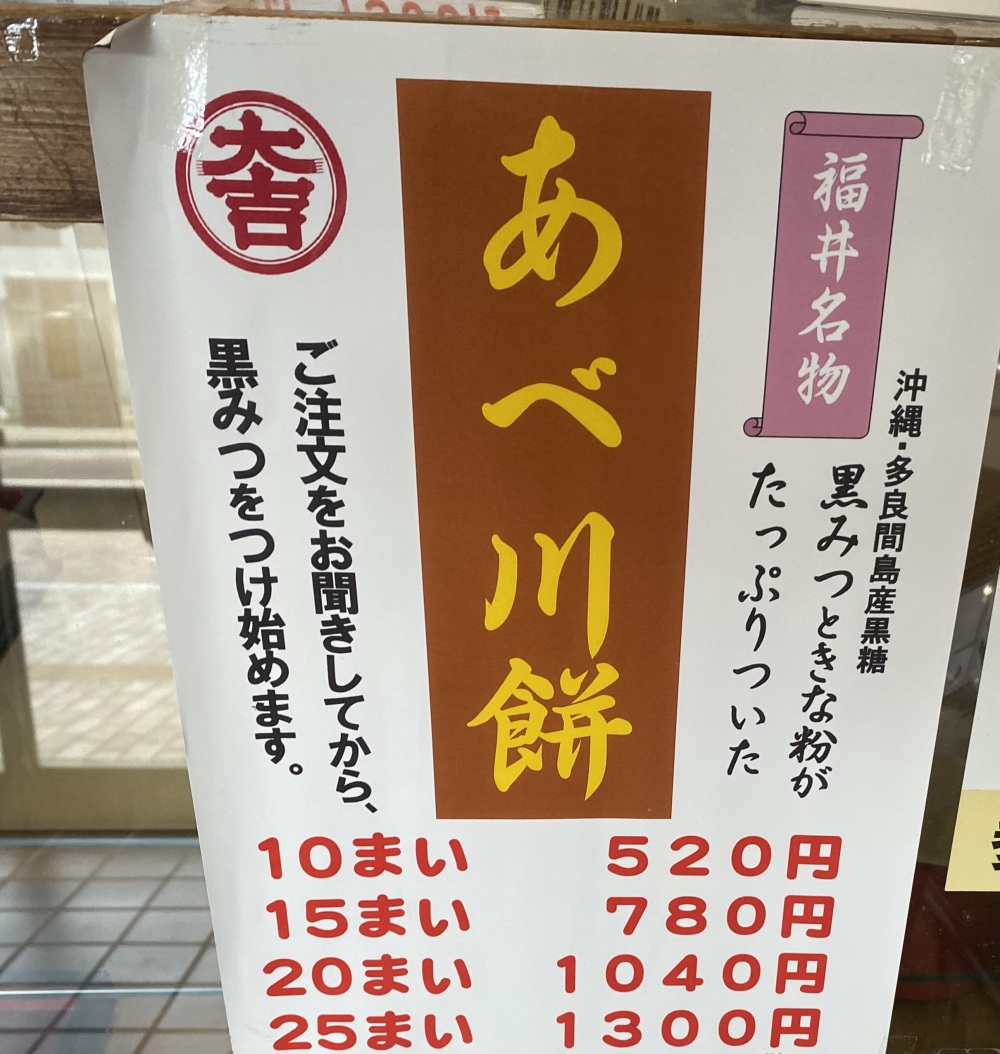 福井名物
沖縄・多良間島産黒糖
黒みつときな粉が
たっぷりついた
あべ川餅
大吉
ご注文をお聞きしてから、
黒みつをつけ始めます。
10まい 520円
15まい 780円
20まい 1040円
25まい 1300円